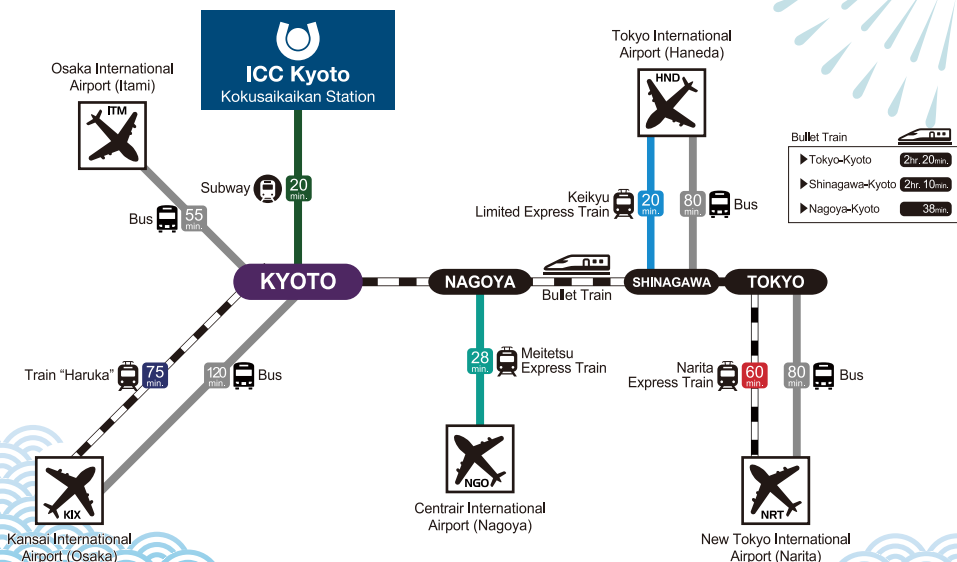 ICC Kyoto
Kokusaikaikan Station
Osaka International
Airport (Itami)
ITM
Tokyo International
Airport (Haneda)
HND
Bullet Train
▶Tokyo-Kyoto 2hr. 20min.
▶Shinagawa-Kyoto 2hr. 10min.
▶Nagoya-Kyoto 38min.
Subway
20
min.
Bus
55
min.
Keikyu
Limited Express Train
20
min.
80
min.
Bus
KYOTO
NAGOYA
Bullet Train
SHINAGAWA
TOKYO
Train “Haruka”
75
min.
120
min.
Bus
28
min.
Meitetsu
Express Train
Narita
Express Train
60
min.
80
min.
Bus
KIX
Kansai International
Airport (Osaka)
NGO
Centrair International
Airport (Nagoya)
NRT
New Tokyo International
Airport (Narita)